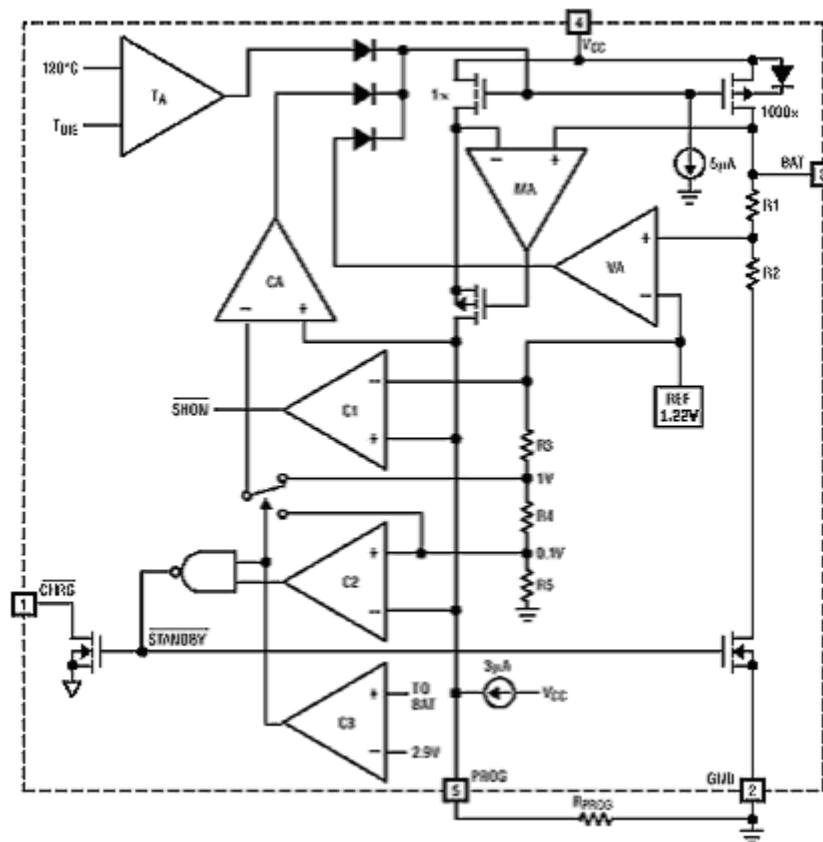 4
VCC
120°C
TA
TDIE
1×
1000×
5µA
BAT
3
MA
R1
VA
R2
CA
REF
1.22V
SHDN
C1
R3
1V
R4
0.1V
C2
R5
CHRG
1
STANDBY
3µA
VCC
C3
TO
BAT
2.9V
PROG
5
GND
2
RPROG